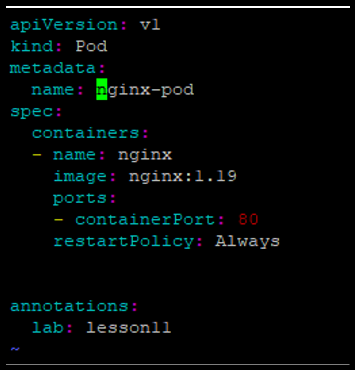 apiVersion: v1
kind: Pod
metadata:
  name: nginx-pod
spec:
  containers:
  - name: nginx
    image: nginx:1.19
    ports:
    - containerPort: 80
    restartPolicy: Always
annotations:
  lab: lesson11
~